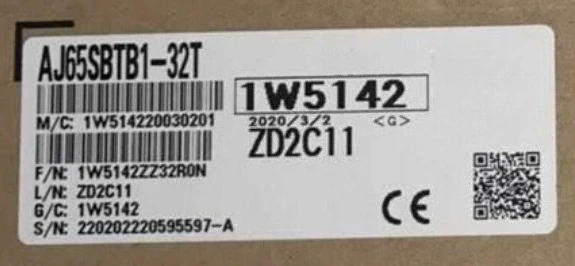 AJ65SBTB1-32T
1W5142
M/C: 1W514220030201
2020/3/2 <G>
ZD2C11
F/N: 1W5142ZZ32R0N
L/N: ZD2C11
G/C: 1W5142
S/N: 220202220595597-A
CE